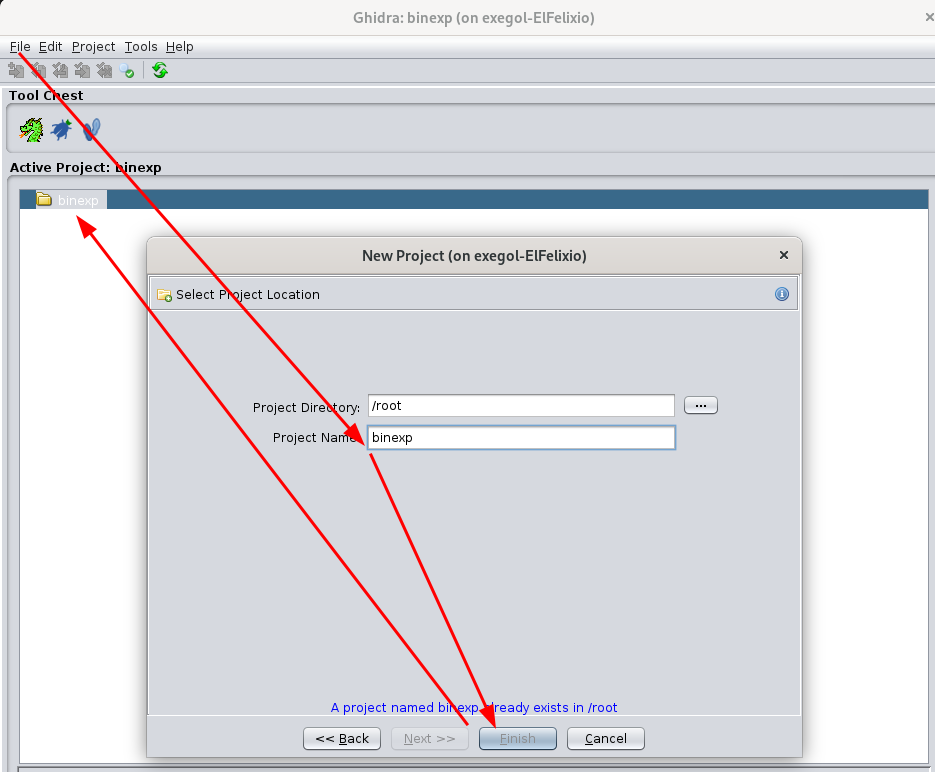 Ghidra: binexp (on exegol-ElFelixio)
File Edit Project Tools Help
Tool Chest
Active Project: binexp
binexp
New Project (on exegol-ElFelixio)
Select Project Location
Project Directory: /root ...
Project Name: binexp
A project named binexp already exists in /root
<< Back Next >> Finish Cancel